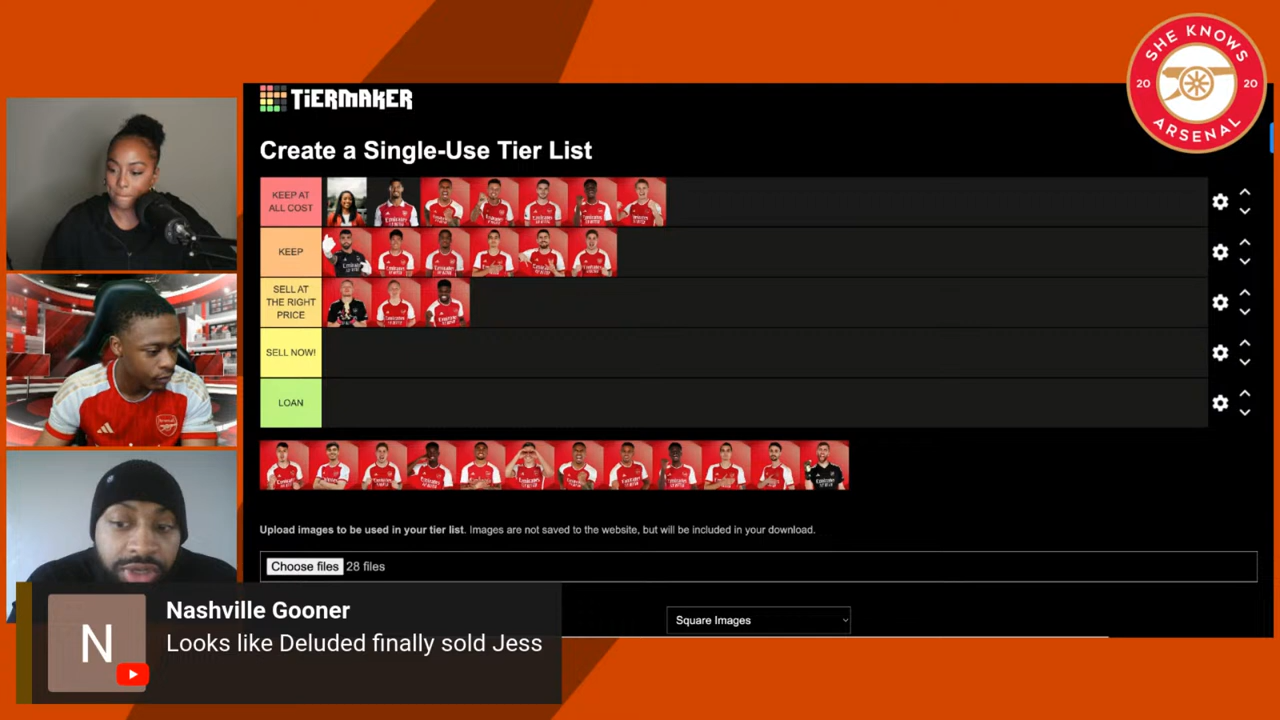 SHE KNOWS
20 20
ARSENAL
TiERMAKER
Create a Single-Use Tier List
KEEP AT
ALL COST
KEEP
SELL AT
THE RIGHT
PRICE
SELL NOW!
LOAN
Upload images to be used in your tier list. Images are not saved to the website, but will be included in your download.
Choose files 28 files
Square Images
N
Nashville Gooner
Looks like Deluded finally sold Jess